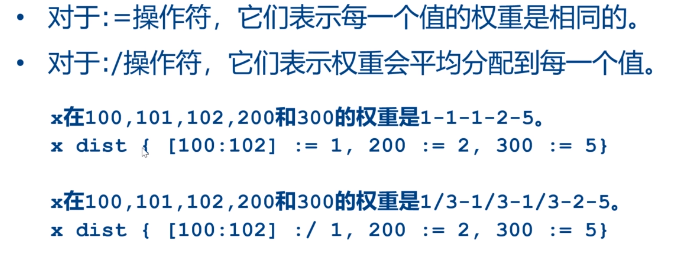 • 对于:=操作符，它们表示每一个值的权重是相同的。
• 对于:/操作符，它们表示权重会平均分配到每一个值。
x在100,101,102,200和300的权重是1-1-1-2-5。
x dist { [100:102] := 1, 200 := 2, 300 := 5}
x在100,101,102,200和300的权重是1/3-1/3-1/3-2-5。
x dist { [100:102] :/ 1, 200 := 2, 300 := 5}